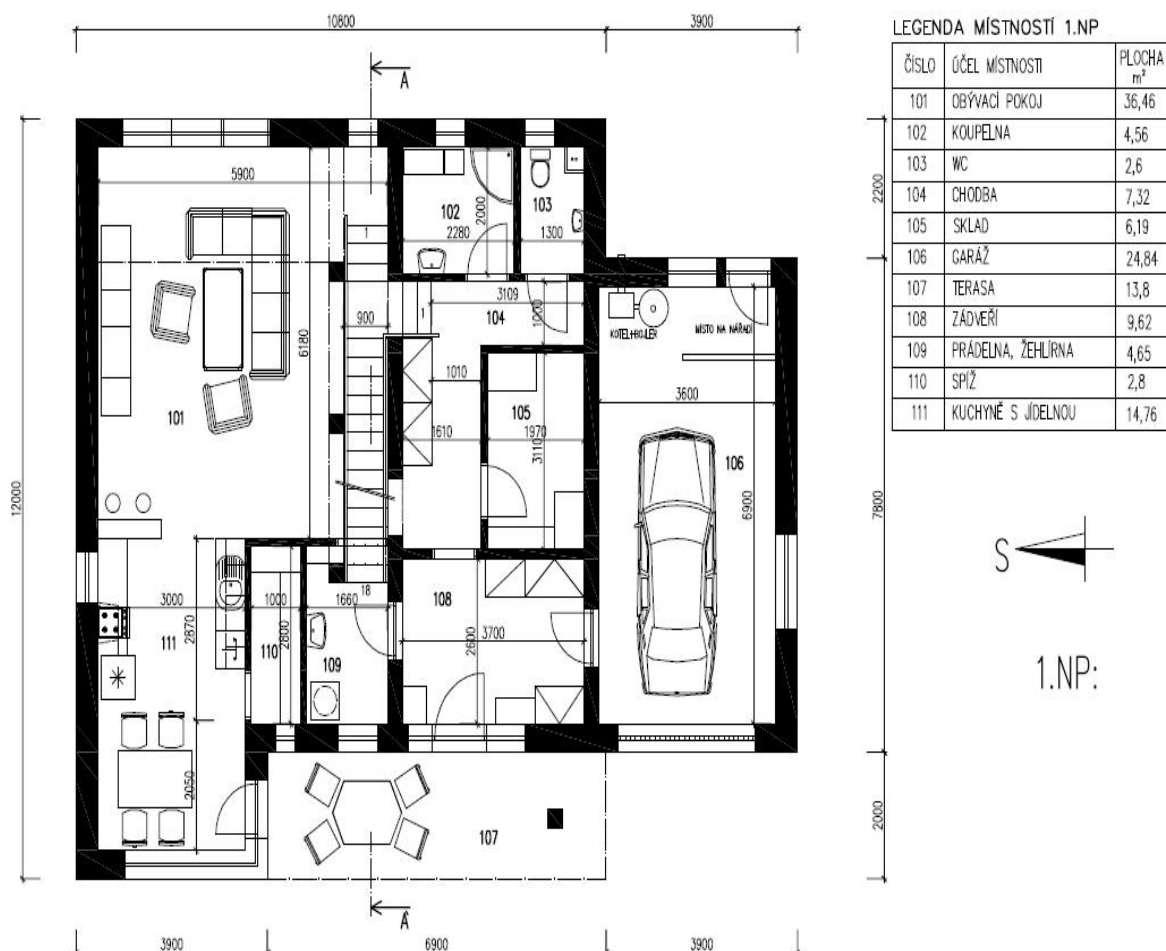 10800
3900
A
LEGENDA MÍSTNOSTÍ 1.NP
ČÍSLO ÚČEL MÍSTNOSTI PLOCHA m²
101 OBÝVACÍ POKOJ 36,46
102 KOUPELNA 4,56
103 WC 2,6
104 CHODBA 7,32
105 SKLAD 6,19
106 GARÁŽ 24,84
107 TERASA 13,8
108 ZÁDVEŘÍ 9,62
109 PRÁDELNA, ŽEHLÍRNA 4,65
110 SPÍŽ 2,8
111 KUCHYNĚ S JÍDELNOU 14,76
5900
102
2000
2280
103
1300
1
2200
3109
104
1000
1
900
6180
KOTEL+BOJLER
MÍSTO NA NÁŘADÍ
1010
3600
101
105
1610
1970
3110
106
6900
12000
7800
S
18
3000
1000
1660
108
3700
2600
2870
111
110
2800
109
1.NP:
2050
107
2000
A
3900
6900
3900